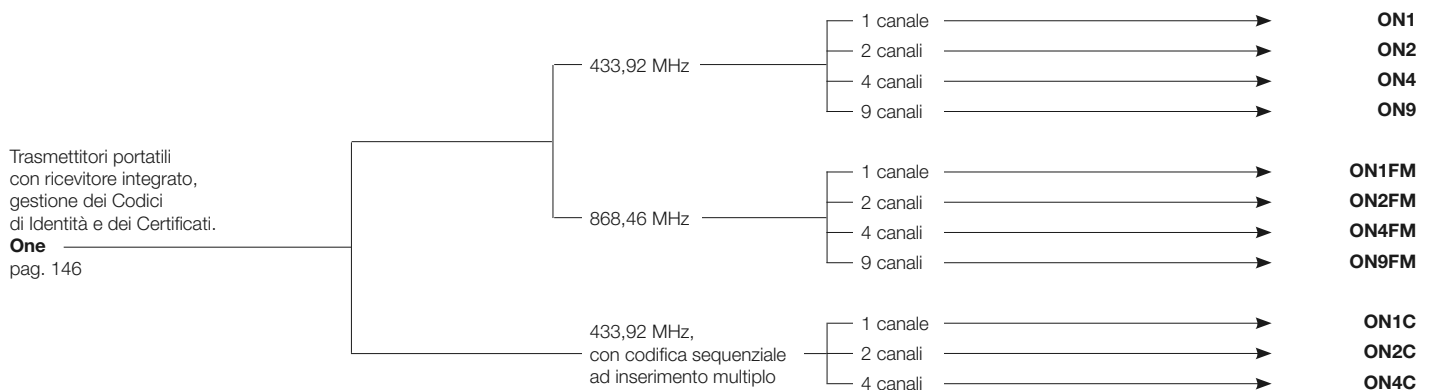 Trasmettitori portatili
con ricevitore integrato,
gestione dei Codici
di Identità e dei Certificati.
One
pag. 146
433,92 MHz
1 canale ON1
2 canali ON2
4 canali ON4
9 canali ON9
868,46 MHz
1 canale ON1FM
2 canali ON2FM
4 canali ON4FM
9 canali ON9FM
433,92 MHz,
con codifica sequenziale
ad inserimento multiplo
1 canale ON1C
2 canali ON2C
4 canali ON4C